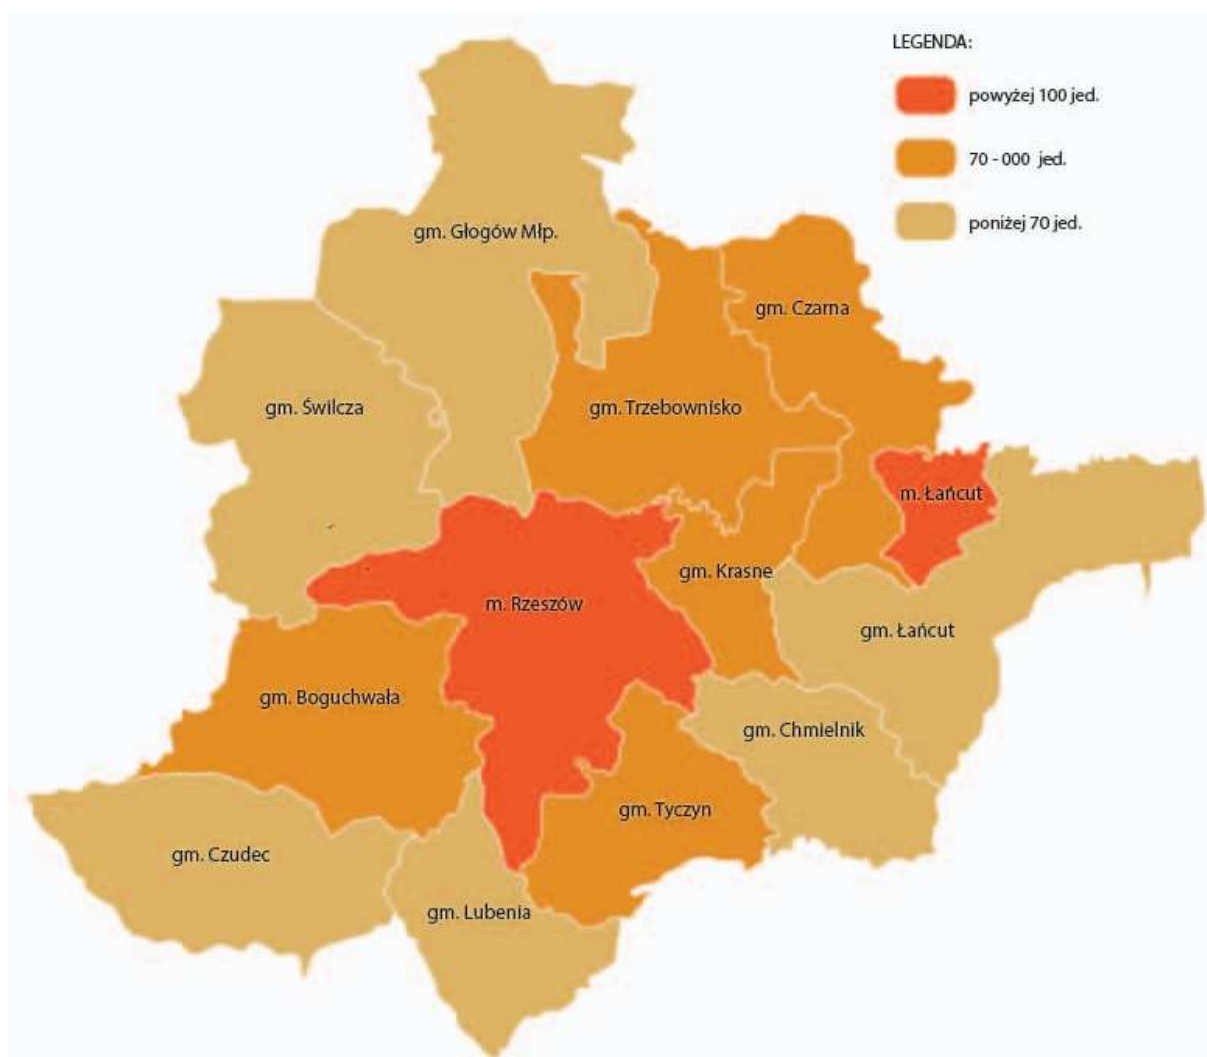 LEGENDA:
powyżej 100 jed.
70 - 000 jed.
poniżej 70 jed.
gm. Głogów Młp.
gm. Czarna
gm. Świlcza
gm. Trzebownisko
m. Łańcut
gm. Krasne
m. Rzeszów
gm. Łańcut
gm. Boguchwała
gm. Chmielnik
gm. Tyczyn
gm. Czudec
gm. Lubenia